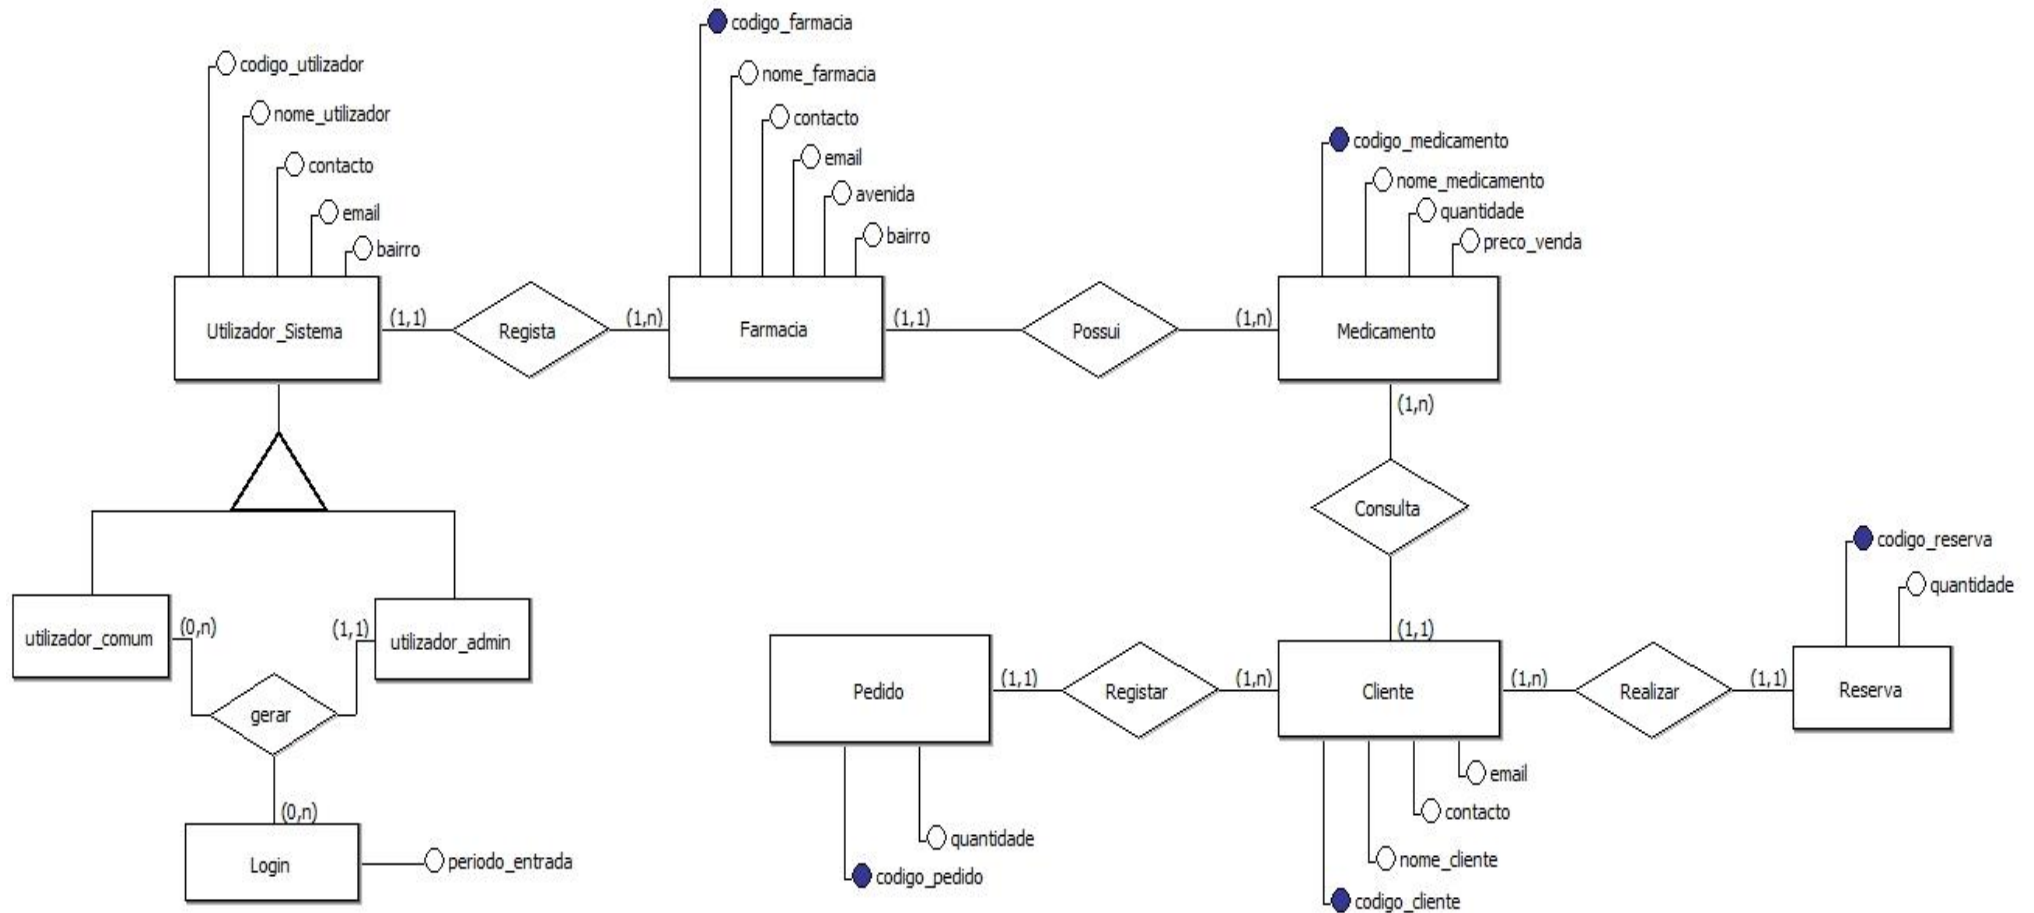 codigo_farmacia
codigo_utilizador
nome_farmacia
nome_utilizador
contacto
codigo_medicamento
email
contacto
nome_medicamento
avenida
quantidade
email
bairro
preco_venda
bairro
Utilizador_Sistema
(1,1)
Regista
(1,n)
Farmacia
(1,1)
Possui
(1,n)
Medicamento
(1,n)
Consulta
codigo_reserva
quantidade
utilizador_comum
(0,n)
(1,1)
utilizador_admin
gerar
(0,n)
Login
periodo_entrada
(1,1)
Pedido
(1,1)
Registar
(1,n)
Cliente
(1,n)
Realizar
(1,1)
Reserva
email
contacto
quantidade
nome_cliente
codigo_pedido
codigo_cliente